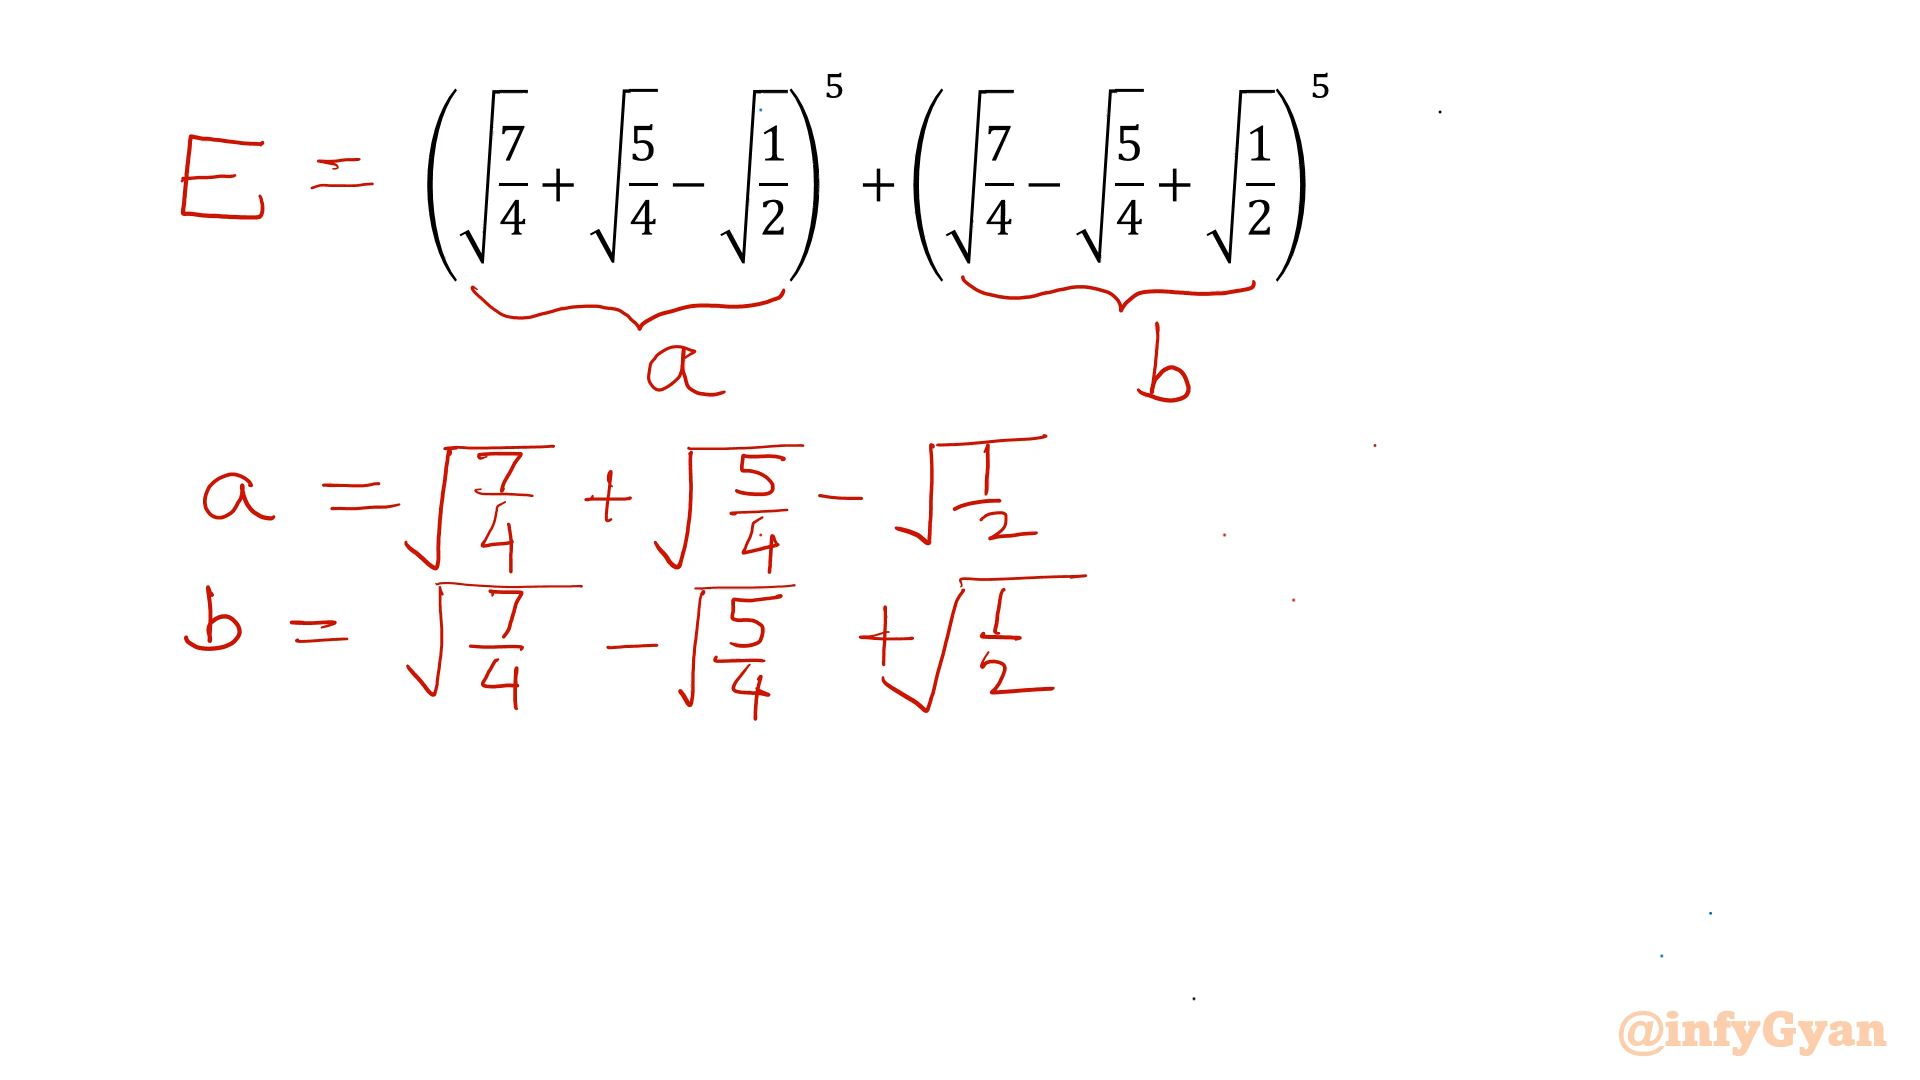 E = (√(7/4) + √(5/4) − √(1/2))⁵ + (√(7/4) − √(5/4) + √(1/2))⁵
a b
a = √(7/4) + √(5/4) − √(1/2)
b = √(7/4) − √(5/4) + √(1/2)
@infyGyan